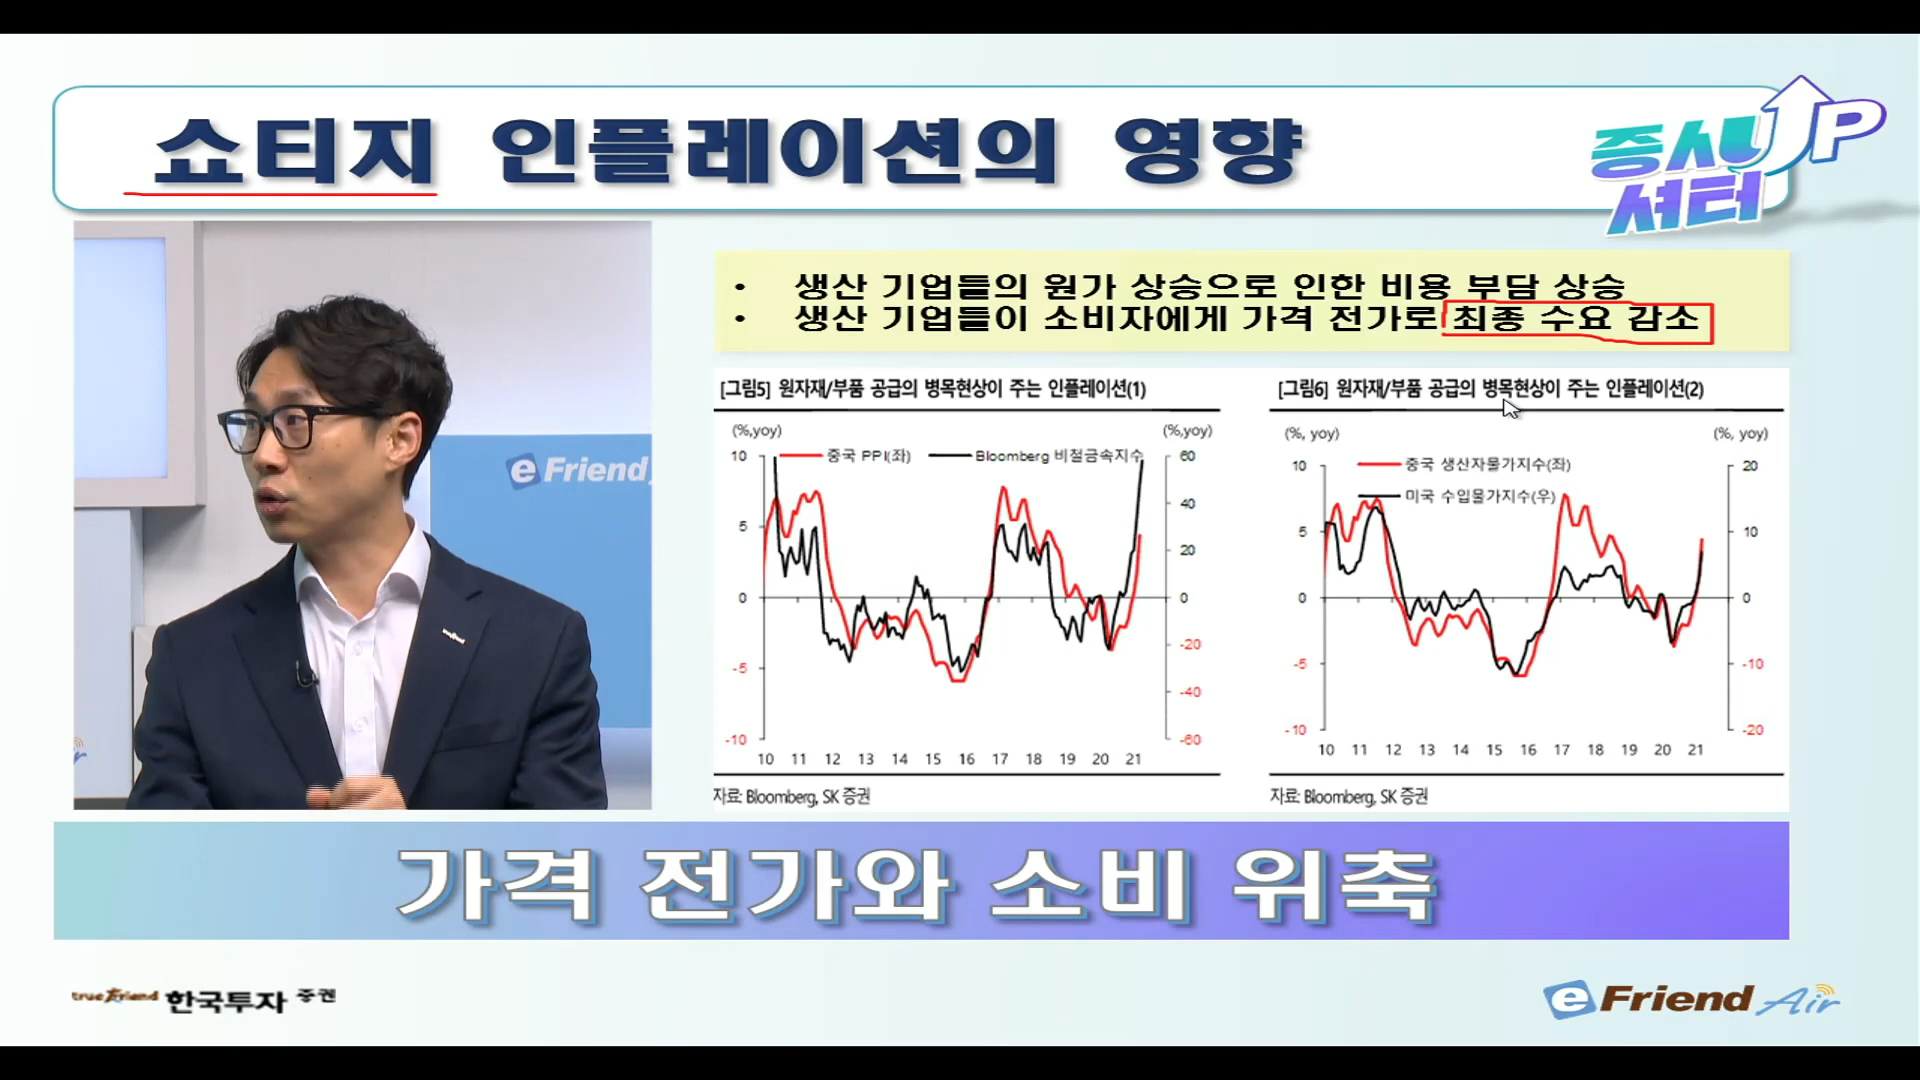 쇼티지 인플레이션의 영향
증시 UP
셔터
• 생산 기업들의 원가 상승으로 인한 비용 부담 상승
• 생산 기업들이 소비자에게 가격 전가로 최종 수요 감소
e Friend
[그림5] 원자재/부품 공급의 병목현상이 주는 인플레이션(1)
(%,yoy) (%,yoy)
중국 PPI(좌) Bloomberg 비철금속지수
10 60
40
5
20
0 0
-20
-5
-40
-10 -60
10 11 12 13 14 15 16 17 18 19 20 21
자료: Bloomberg, SK 증권
[그림6] 원자재/부품 공급의 병목현상이 주는 인플레이션(2)
(%, yoy) (%, yoy)
중국 생산자물가지수(좌)
미국 수입물가지수(우)
10 20
5 10
0 0
-5 -10
-10 -20
10 11 12 13 14 15 16 17 18 19 20 21
자료: Bloomberg, SK 증권
가격 전가와 소비 위축
true Friend 한국투자 증권
e Friend Air